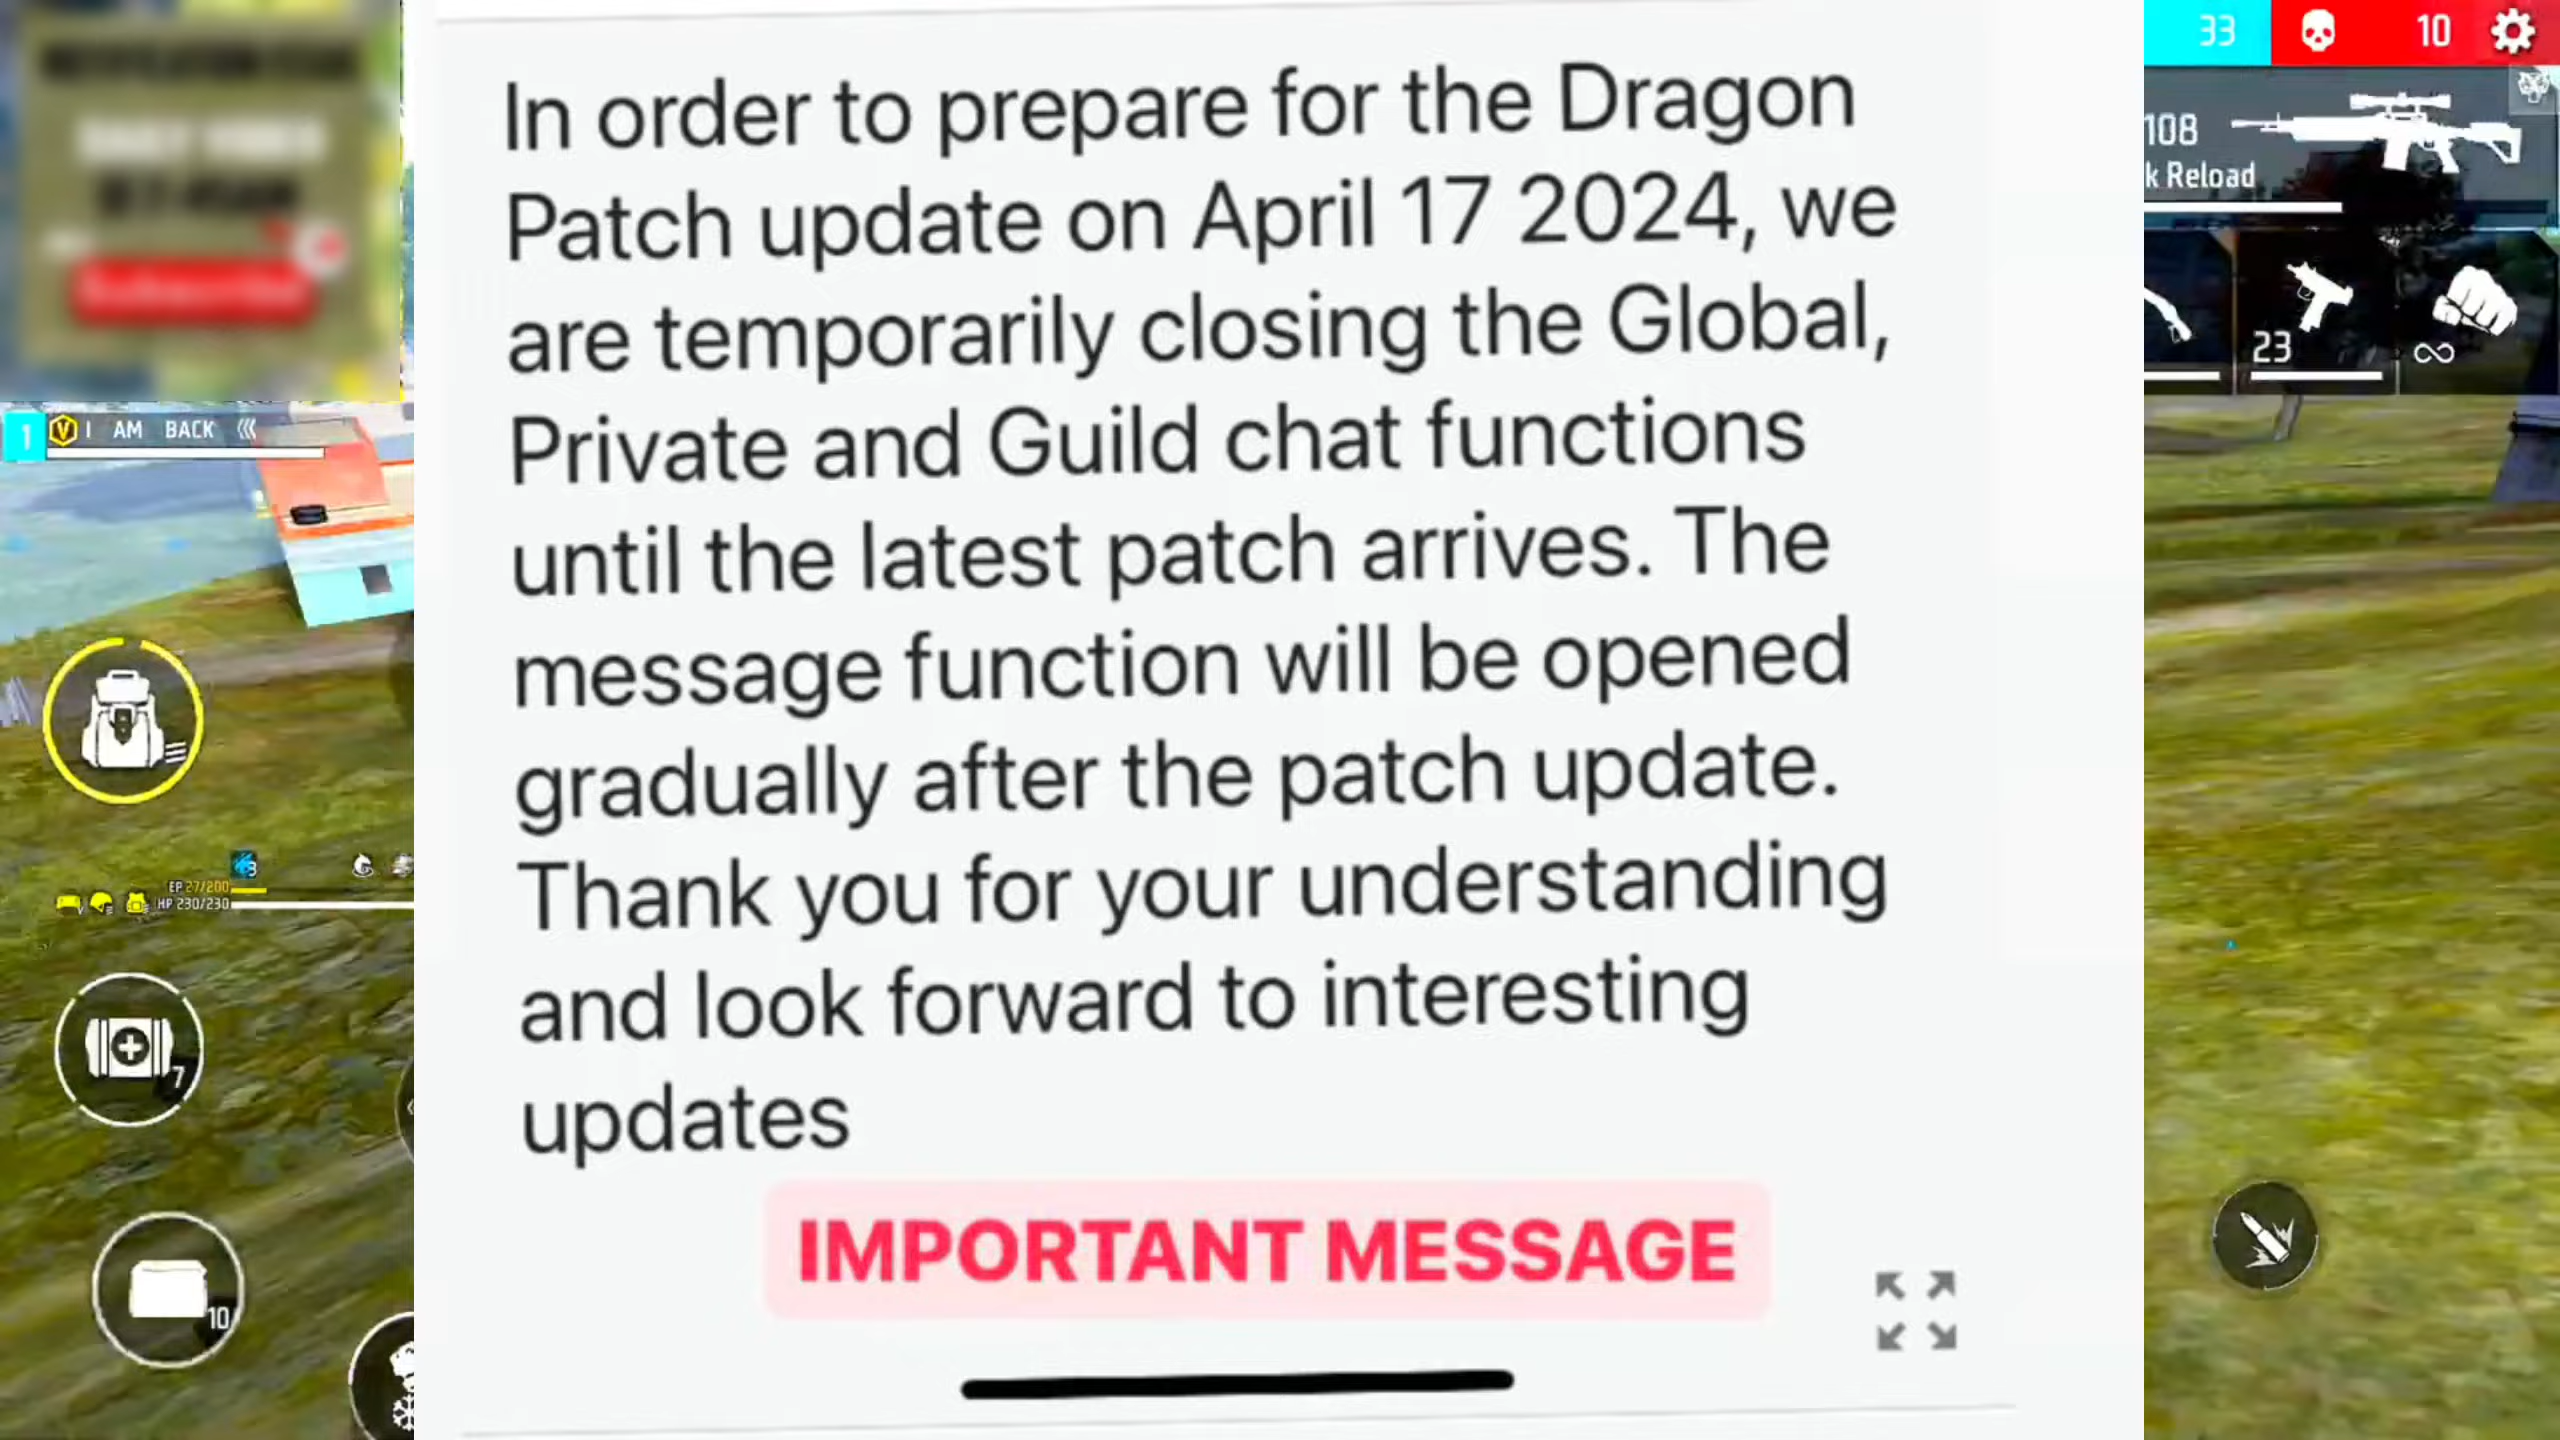 33
10
108
k Reload
23
1
V
I AM BACK
3
EP 27/200
HP 230/230
7
10
In order to prepare for the Dragon
Patch update on April 17 2024, we
are temporarily closing the Global,
Private and Guild chat functions
until the latest patch arrives. The
message function will be opened
gradually after the patch update.
Thank you for your understanding
and look forward to interesting
updates
IMPORTANT MESSAGE